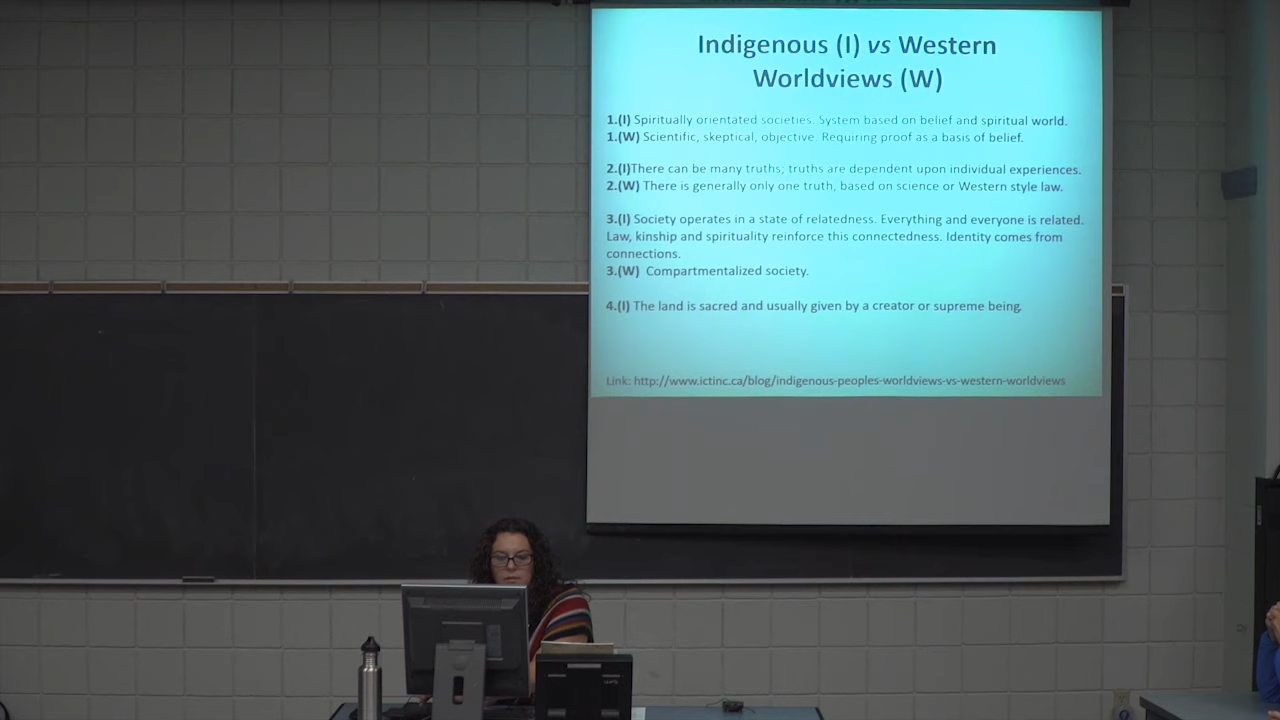 Indigenous (I) vs Western
Worldviews (W)
1.(I) Spiritually orientated societies. System based on belief and spiritual world.
1.(W) Scientific, skeptical, objective. Requiring proof as a basis of belief.
2.(I)There can be many truths; truths are dependent upon individual experiences.
2.(W) There is generally only one truth, based on science or Western style law.
3.(I) Society operates in a state of relatedness. Everything and everyone is related.
Law, kinship and spirituality reinforce this connectedness. Identity comes from
connections.
3.(W) Compartmentalized society.
4.(I) The land is sacred and usually given by a creator or supreme being.
Link: http://www.ictinc.ca/blog/indigenous-peoples-worldviews-vs-western-worldviews